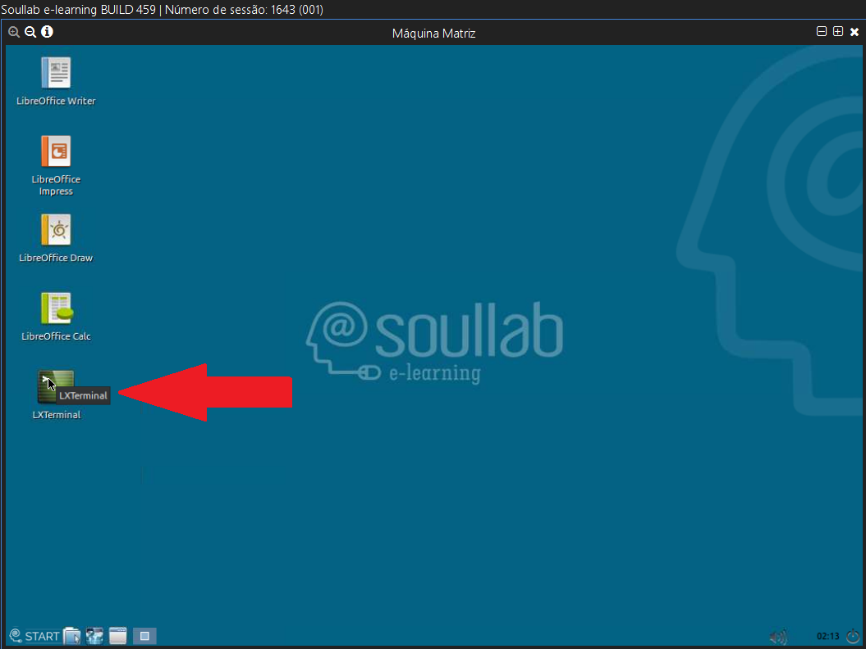 Soullab e-learning BUILD 459 | Número de sessão: 1643 (001)
Máquina Matriz
LibreOffice Writer
LibreOffice
Impress
LibreOffice Draw
LibreOffice Calc
LXTerminal
LXTerminal
@soullab
e-learning
START
02:13